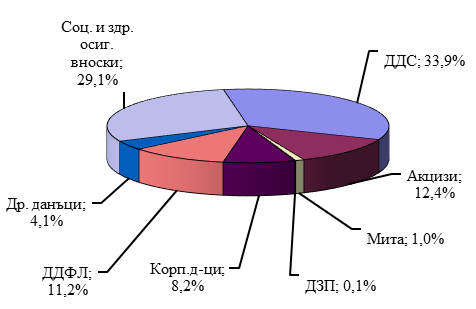 Соц. и здр.
осиг.
вноски;
29,1%
ДДС; 33,9%
Акцизи;
12,4%
Мита; 1,0%
ДЗП; 0,1%
Корп.д-ци;
8,2%
ДДФЛ;
11,2%
Др. данъци;
4,1%